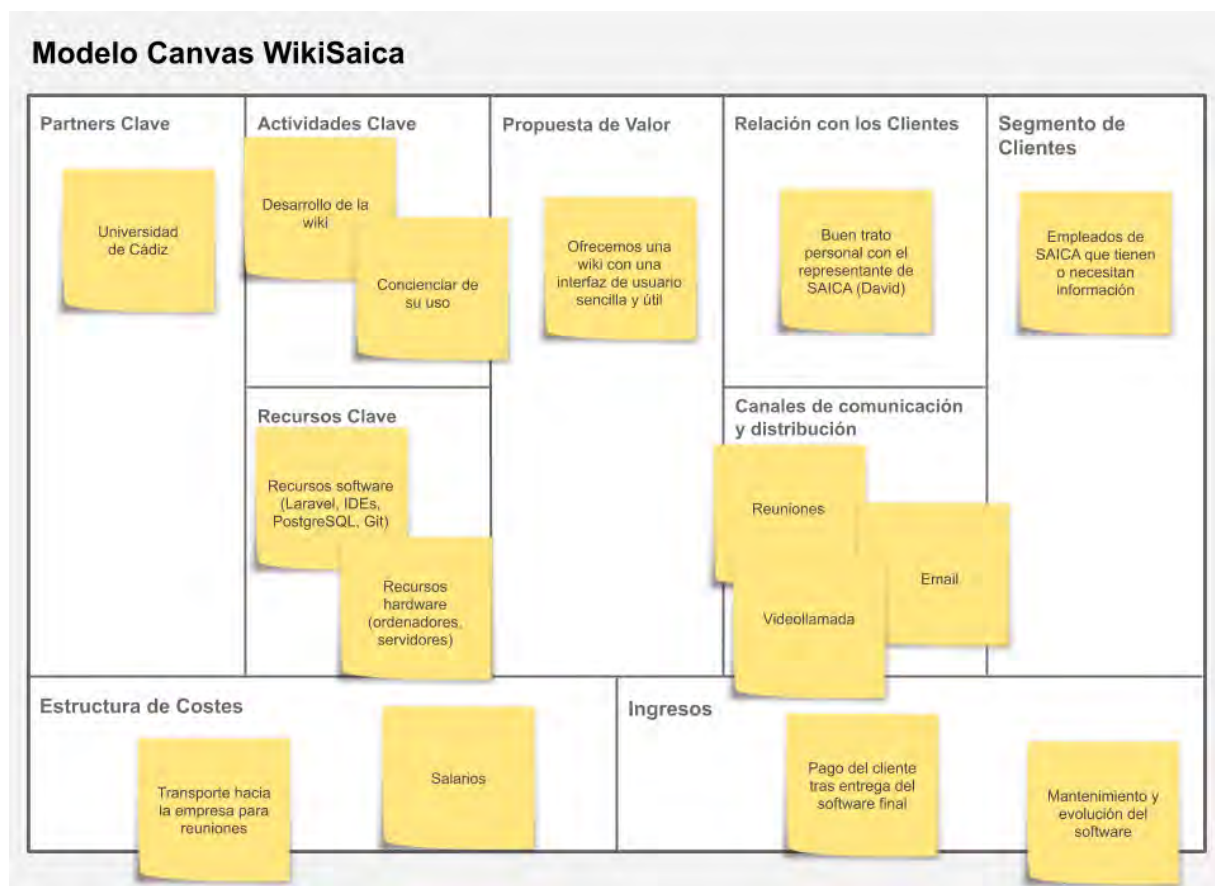 Modelo Canvas WikiSaica
Partners Clave
Universidad
de Cádiz
Actividades Clave
Desarrollo de la
wiki
Concienciar de
su uso
Recursos Clave
Recursos software
(Laravel, IDEs,
PostgreSQL, Git)
Recursos
hardware
(ordenadores,
servidores)
Propuesta de Valor
Ofrecemos una
wiki con una
interfaz de usuario
sencilla y útil
Relación con los Clientes
Buen trato
personal con el
representante de
SAICA (David)
Canales de comunicación
y distribución
Reuniones
Email
Videollamada
Segmento de
Clientes
Empleados de
SAICA que tienen
o necesitan
información
Estructura de Costes
Transporte hacia
la empresa para
reuniones
Salarios
Ingresos
Pago del cliente
tras entrega del
software final
Mantenimiento y
evolución del
software